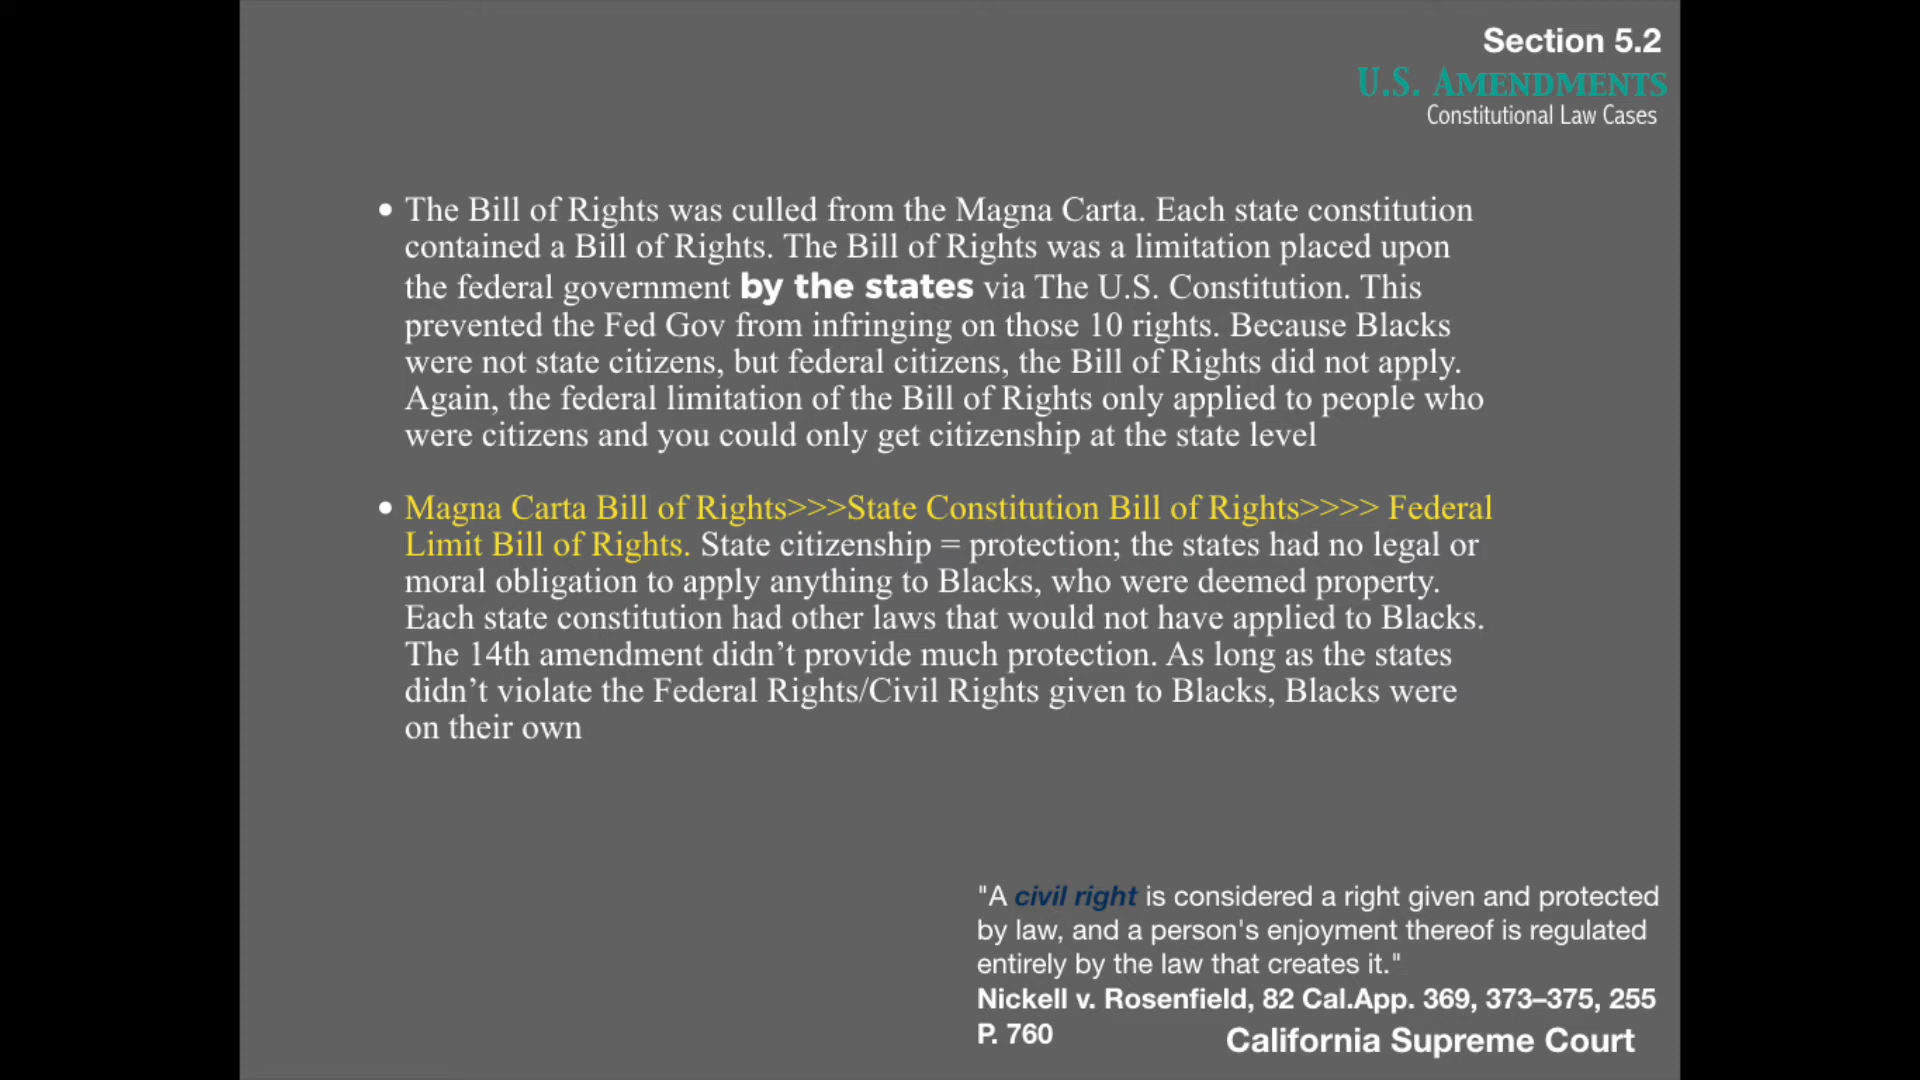 Section 5.2
U.S. AMENDMENTS
Constitutional Law Cases
• The Bill of Rights was culled from the Magna Carta. Each state constitution
contained a Bill of Rights. The Bill of Rights was a limitation placed upon
the federal government by the states via The U.S. Constitution. This
prevented the Fed Gov from infringing on those 10 rights. Because Blacks
were not state citizens, but federal citizens, the Bill of Rights did not apply.
Again, the federal limitation of the Bill of Rights only applied to people who
were citizens and you could only get citizenship at the state level
• Magna Carta Bill of Rights>>>State Constitution Bill of Rights>>>> Federal
Limit Bill of Rights. State citizenship = protection; the states had no legal or
moral obligation to apply anything to Blacks, who were deemed property.
Each state constitution had other laws that would not have applied to Blacks.
The 14th amendment didn’t provide much protection. As long as the states
didn’t violate the Federal Rights/Civil Rights given to Blacks, Blacks were
on their own
"A civil right is considered a right given and protected
by law, and a person's enjoyment thereof is regulated
entirely by the law that creates it."
Nickell v. Rosenfield, 82 Cal.App. 369, 373–375, 255
P. 760
California Supreme Court